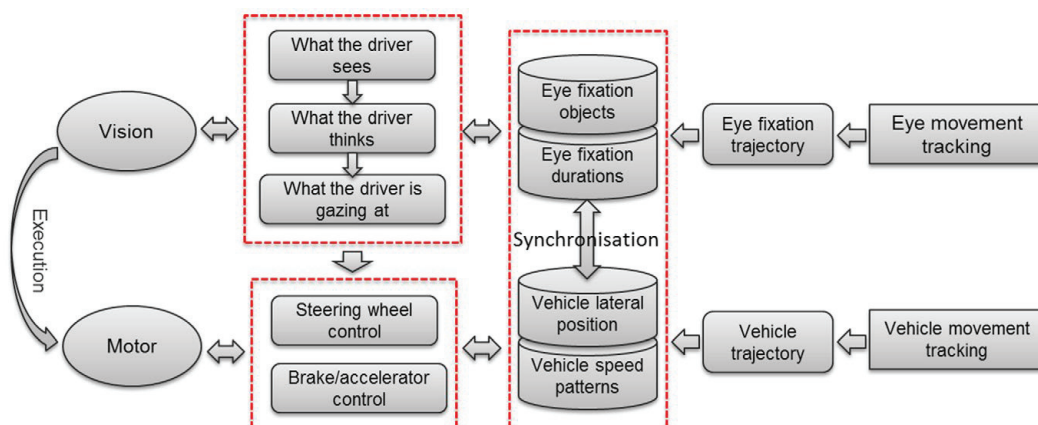 What the driver
sees
What the driver
thinks
What the driver is
gazing at
Vision
Execution
Motor
Steering wheel
control
Brake/accelerator
control
Eye fixation
objects
Eye fixation
durations
Synchronisation
Vehicle lateral
position
Vehicle speed
patterns
Eye fixation
trajectory
Eye movement
tracking
Vehicle
trajectory
Vehicle movement
tracking